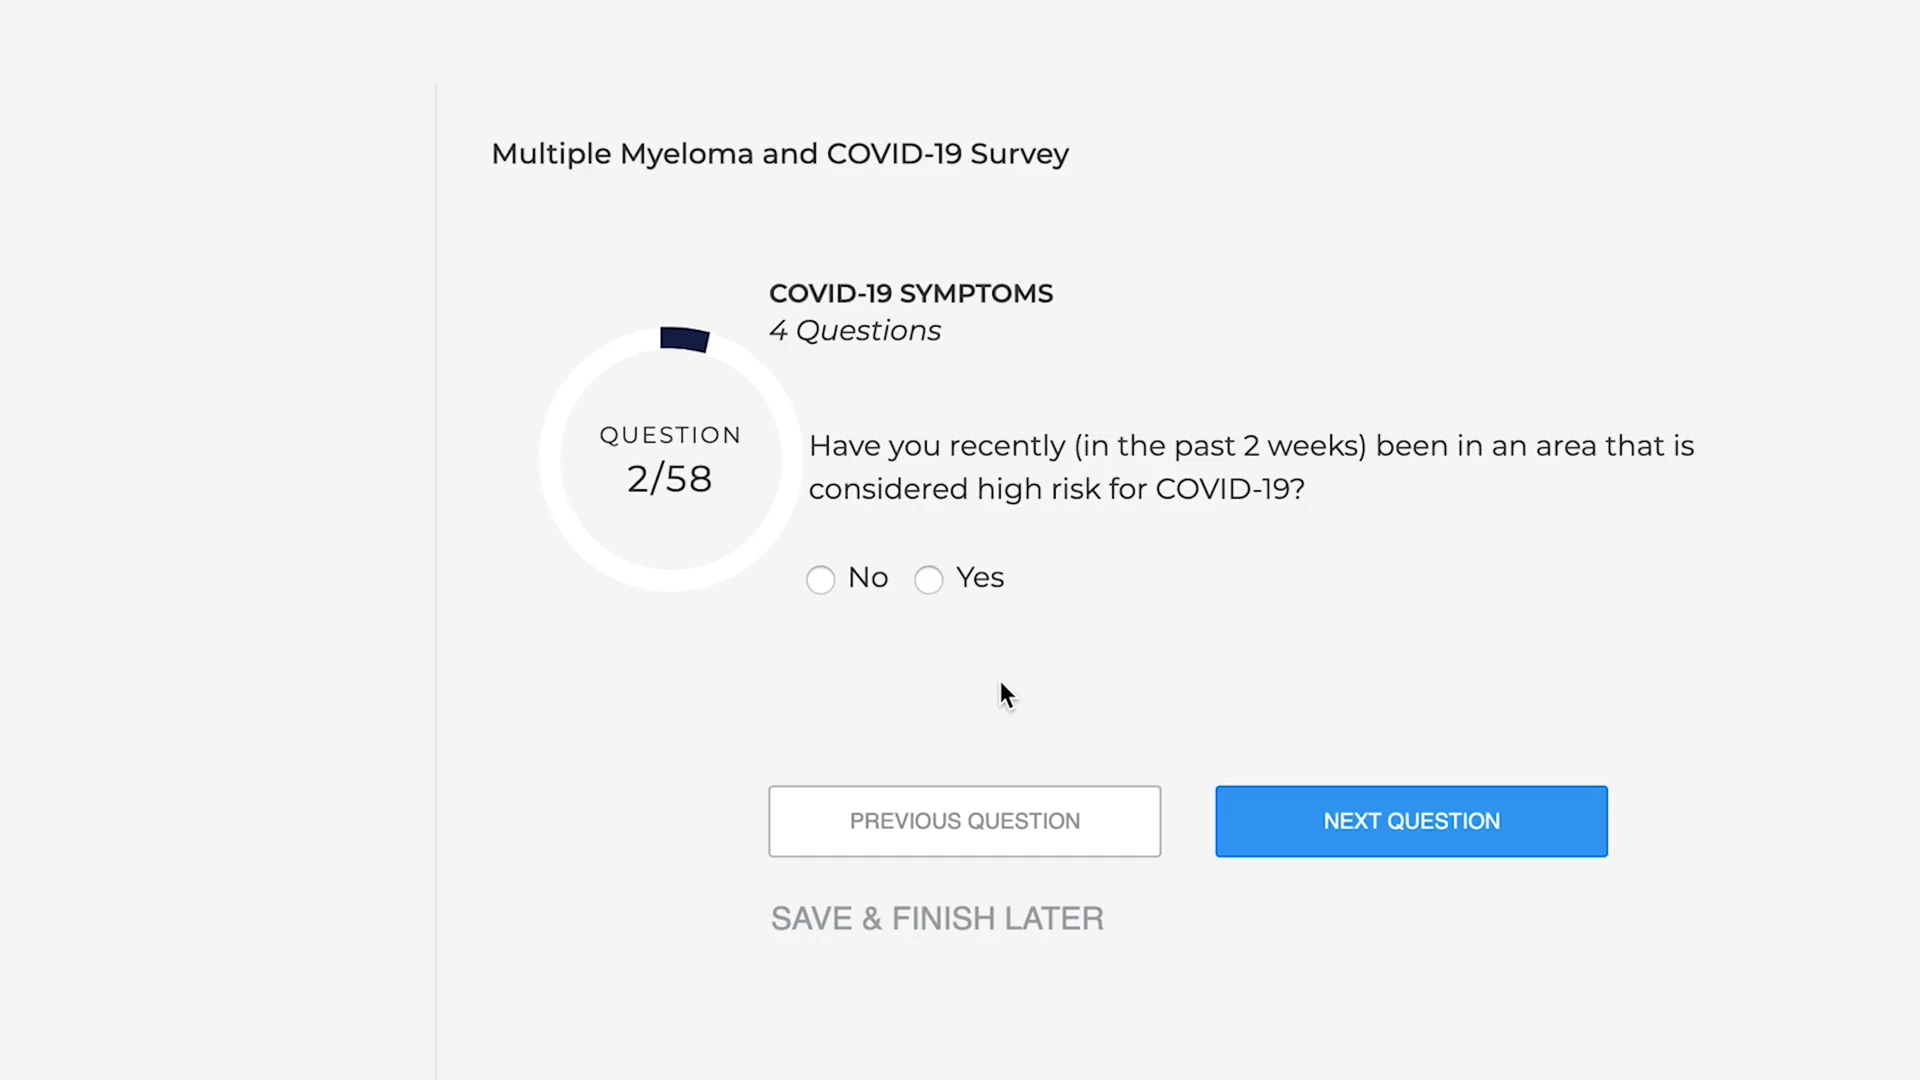 Multiple Myeloma and COVID-19 Survey
COVID-19 SYMPTOMS
4 Questions
QUESTION
2/58
Have you recently (in the past 2 weeks) been in an area that is
considered high risk for COVID-19?
No Yes
PREVIOUS QUESTION NEXT QUESTION
SAVE & FINISH LATER